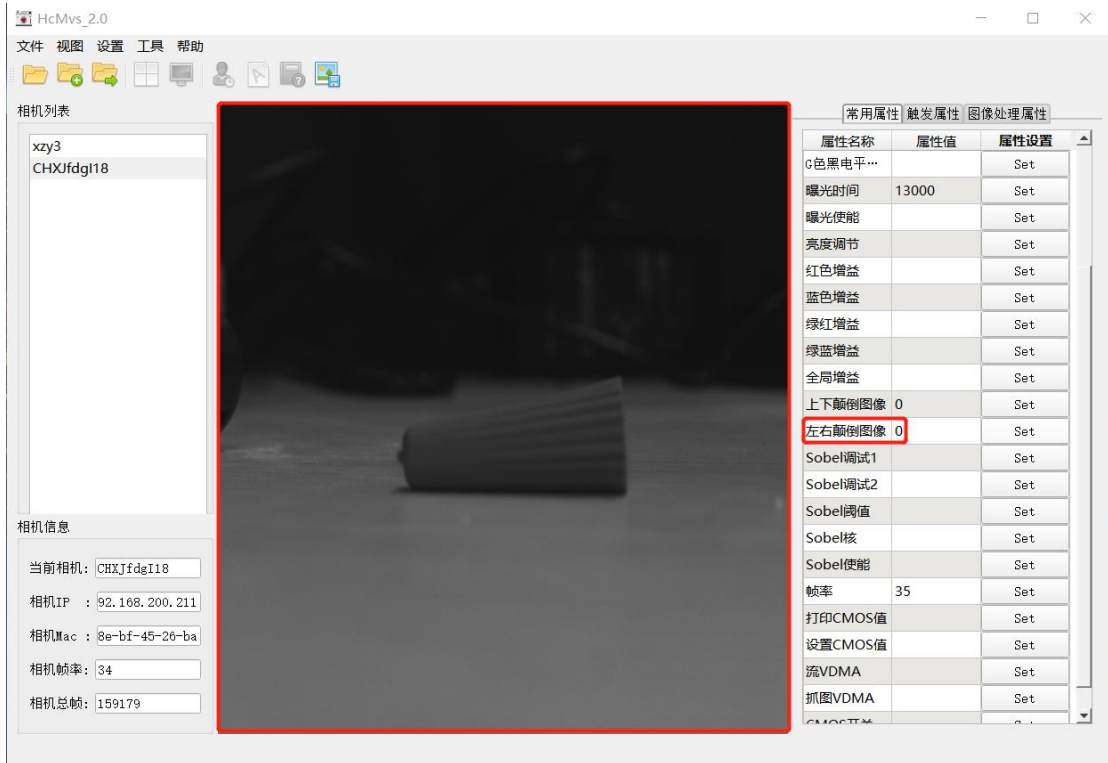 HcMvs_2.0
文件 视图 设置 工具 帮助
相机列表
xzy3
CHXJfdgI18
相机信息
当前相机: CHXJfdgI18
相机IP : 92.168.200.211
相机Mac : 8e-bf-45-26-ba
相机帧率: 34
相机总帧: 159179
常用属性 触发属性 图像处理属性
属性名称 属性值 属性设置
G色黑电平… Set
曝光时间 13000 Set
曝光使能 Set
亮度调节 Set
红色增益 Set
蓝色增益 Set
绿红增益 Set
绿蓝增益 Set
全局增益 Set
上下颠倒图像 0 Set
左右颠倒图像 0 Set
Sobel调试1 Set
Sobel调试2 Set
Sobel阈值 Set
Sobel核 Set
Sobel使能 Set
帧率 35 Set
打印CMOS值 Set
设置CMOS值 Set
流VDMA Set
抓图VDMA Set